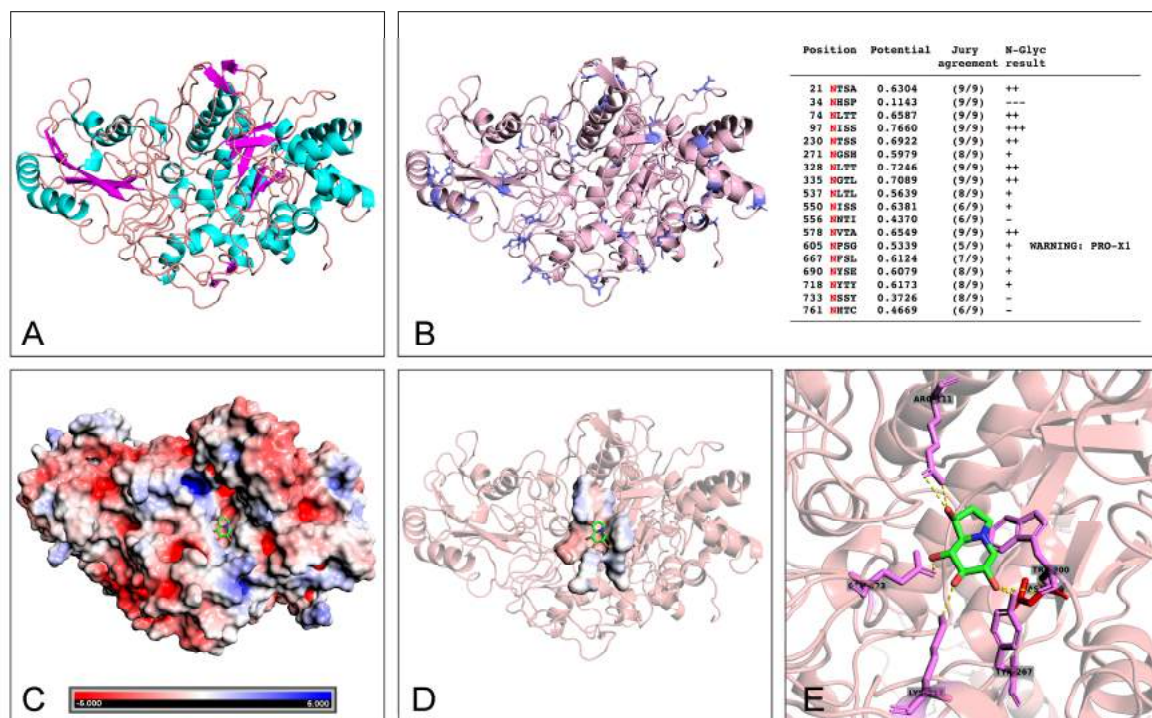 A
B
Position Potential Jury agreement N-Glyc result
21 NTSA 0.6304 (9/9) ++
34 NHSP 0.1143 (9/9) ---
74 NLTT 0.6587 (9/9) ++
97 NISS 0.7660 (9/9) +++
230 NTSS 0.6922 (9/9) ++
271 NGSH 0.5979 (8/9) +
328 NLTT 0.7246 (9/9) ++
335 NGTL 0.7089 (9/9) ++
537 NLTL 0.5639 (8/9) +
550 NISS 0.6381 (6/9) +
556 NNTI 0.4370 (6/9) -
578 NVTA 0.6549 (9/9) ++
605 NPSG 0.5339 (5/9) + WARNING: PRO-X1
667 NFSL 0.6124 (7/9) +
690 NYSE 0.6079 (8/9) +
718 NYTY 0.6173 (8/9) +
733 NSSY 0.3726 (8/9) -
761 NHTC 0.4669 (6/9) -
C
D
E